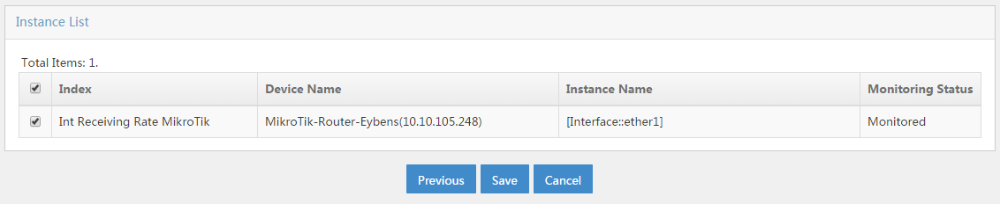 Instance List
Total Items: 1.
Index Device Name Instance Name Monitoring Status
Int Receiving Rate MikroTik MikroTik-Router-Eybens(10.10.105.248) [Interface::ether1] Monitored
Previous Save Cancel